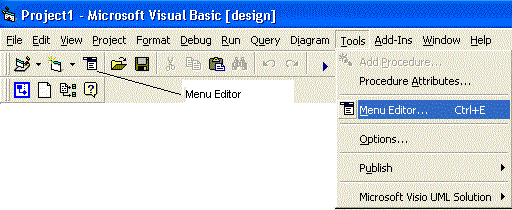 Project1 - Microsoft Visual Basic [design]
File Edit View Project Format Debug Run Query Diagram Tools Add-Ins Window Help
Add Procedure...
Procedure Attributes...
Menu Editor
Menu Editor... Ctrl+E
Options...
Publish
Microsoft Visio UML Solution